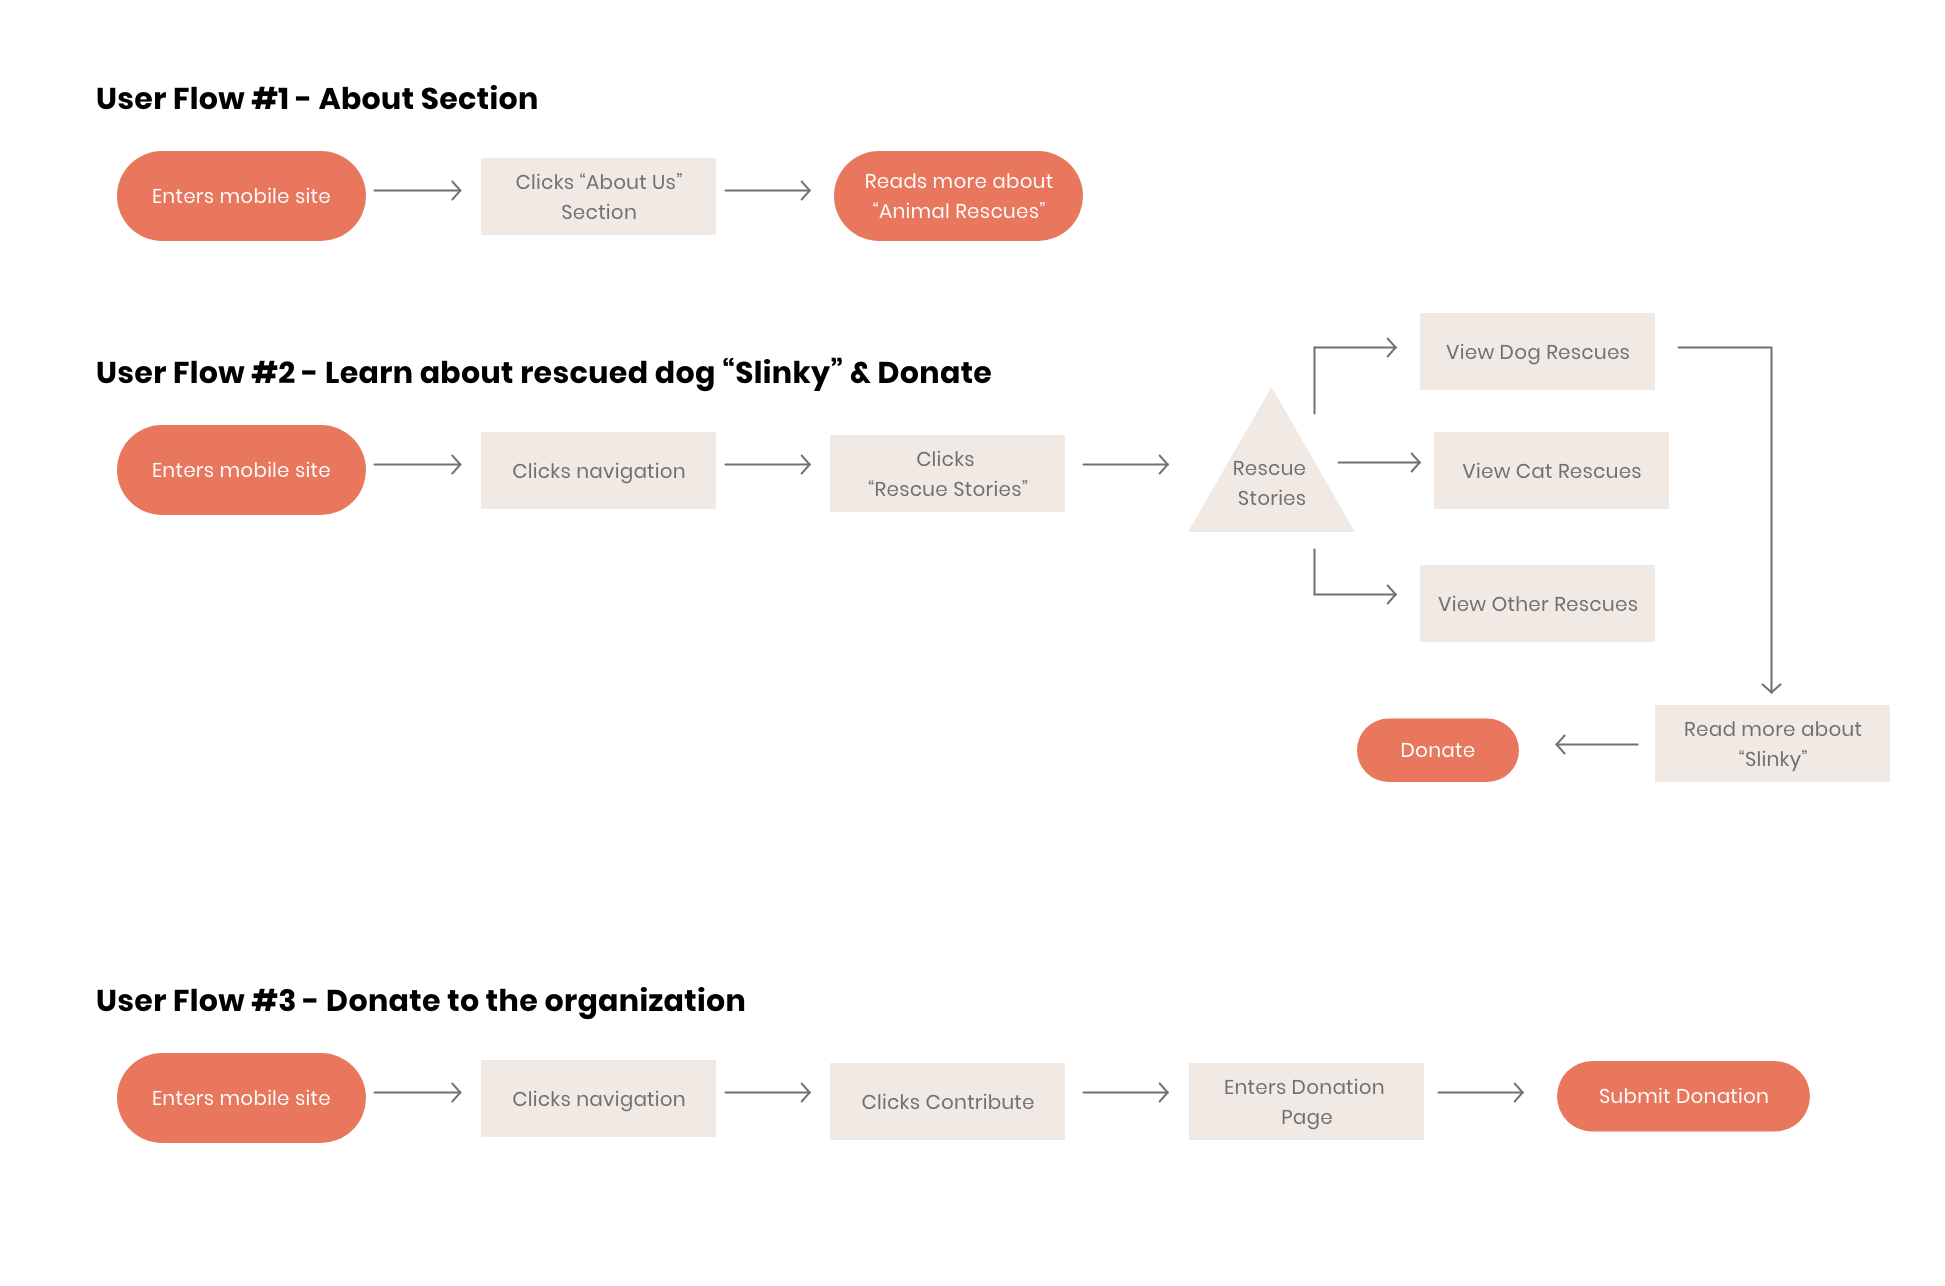 User Flow #1 - About Section
Enters mobile site
Clicks “About Us”
Section
Reads more about
“Animal Rescues”
User Flow #2 - Learn about rescued dog “Slinky” & Donate
Enters mobile site
Clicks navigation
Clicks
“Rescue Stories”
Rescue
Stories
View Dog Rescues
View Cat Rescues
View Other Rescues
Read more about
“Slinky”
Donate
User Flow #3 - Donate to the organization
Enters mobile site
Clicks navigation
Clicks Contribute
Enters Donation
Page
Submit Donation